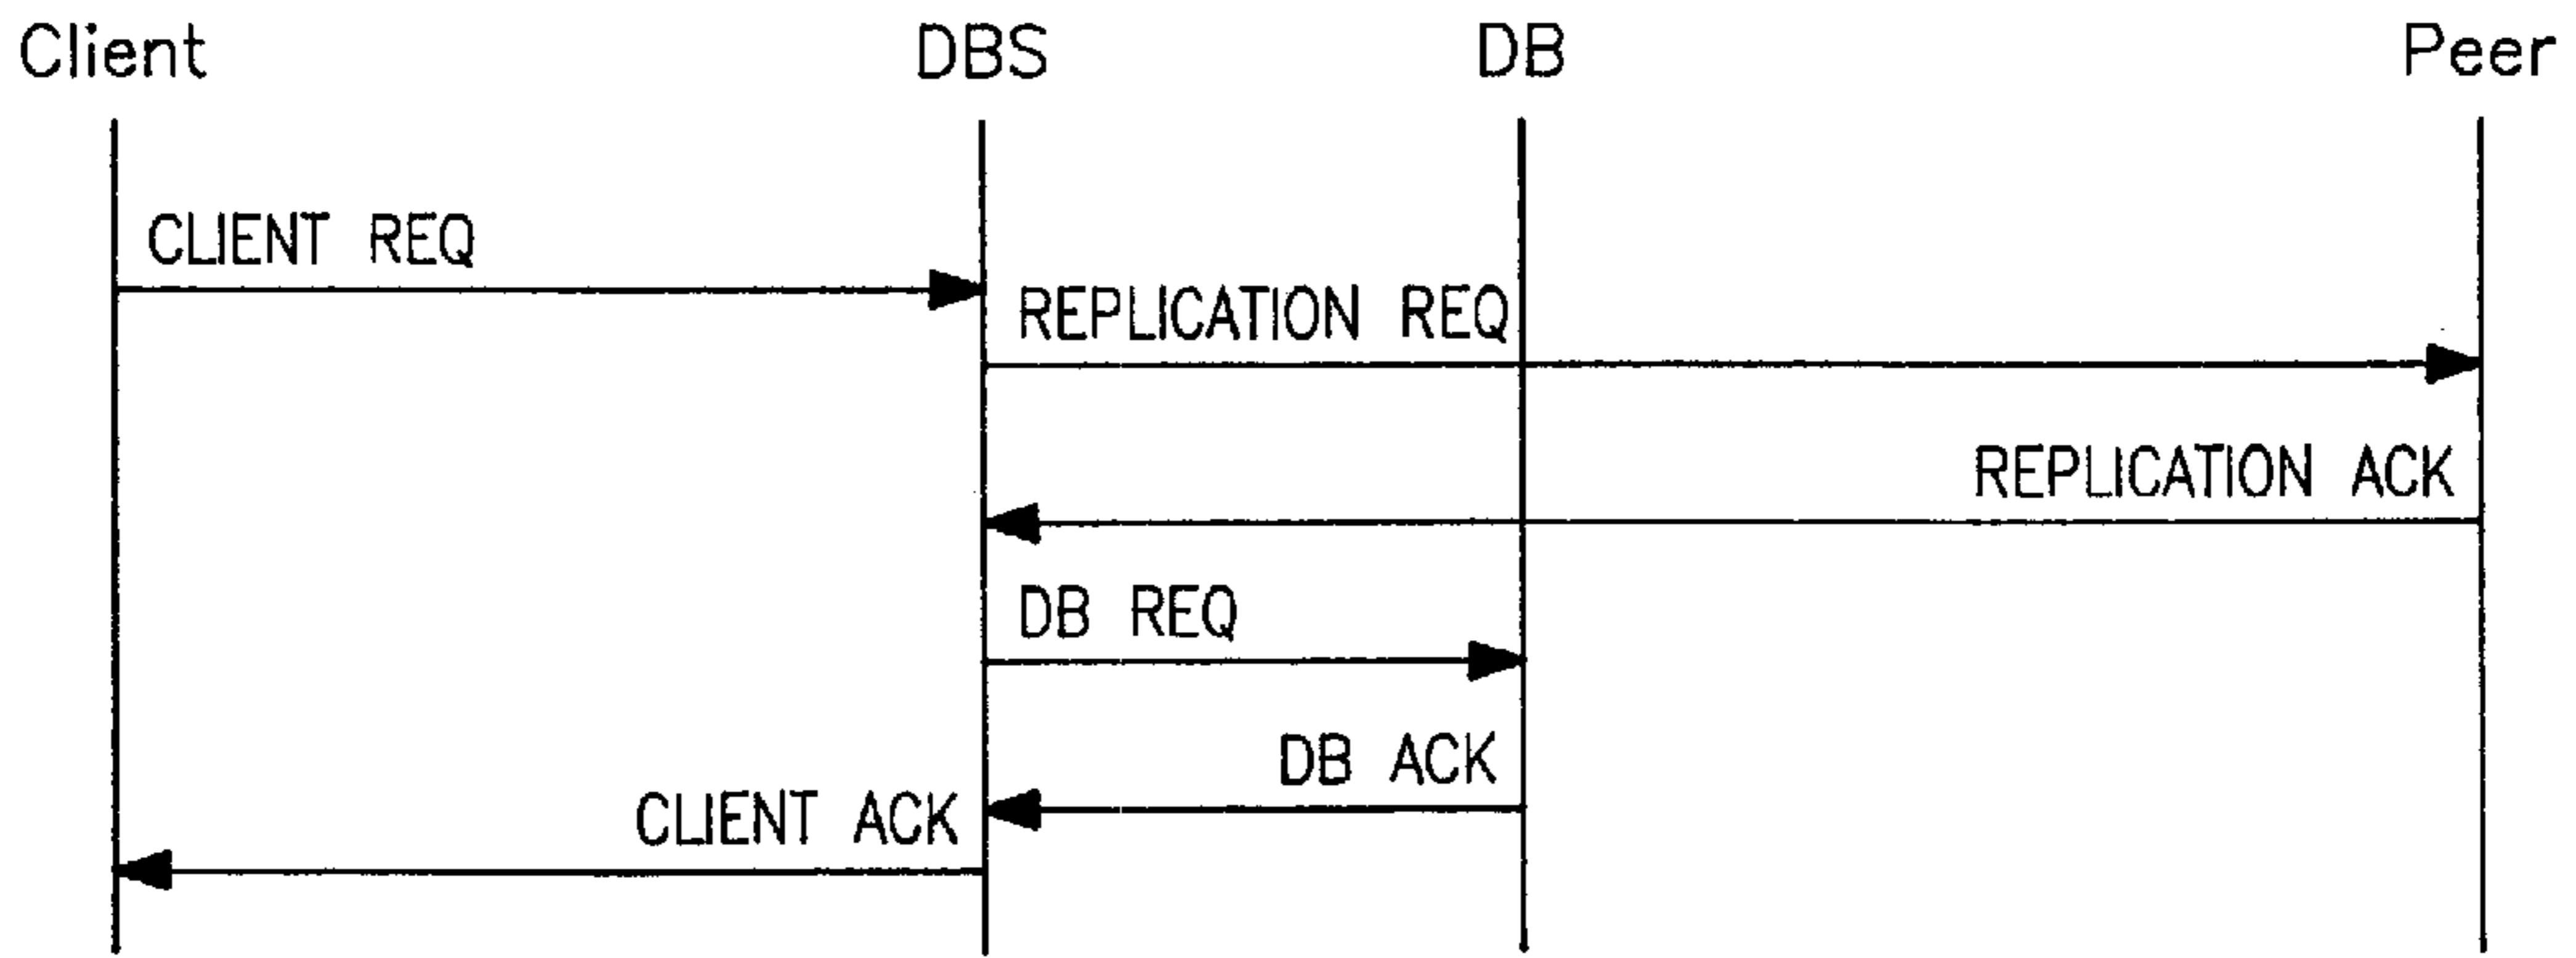 Client DBS DB Peer
CLIENT REQ
REPLICATION REQ
REPLICATION ACK
DB REQ
DB ACK
CLIENT ACK